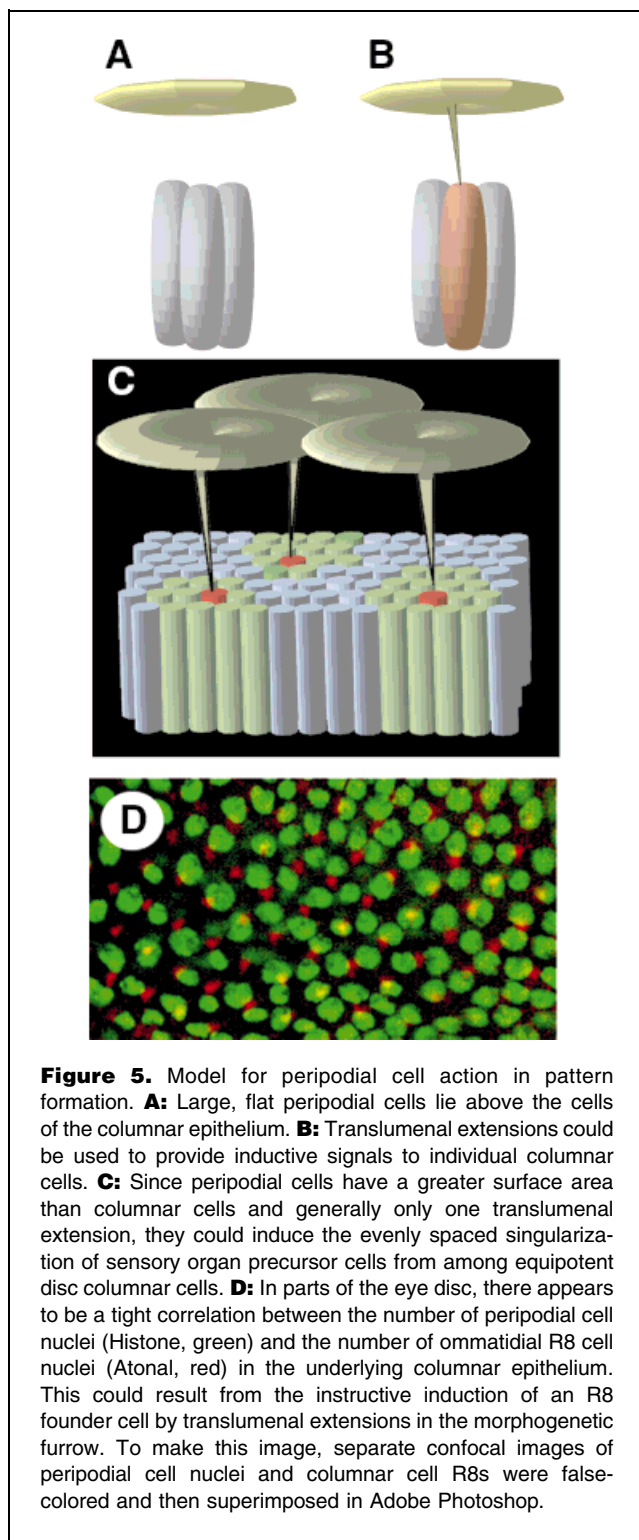 A
B
C
D
Figure 5. Model for peripodial cell action in pattern
formation. A: Large, flat peripodial cells lie above the cells
of the columnar epithelium. B: Translumenal extensions could
be used to provide inductive signals to individual columnar
cells. C: Since peripodial cells have a greater surface area
than columnar cells and generally only one translumenal
extension, they could induce the evenly spaced singulariza-
tion of sensory organ precursor cells from among equipotent
disc columnar cells. D: In parts of the eye disc, there appears
to be a tight correlation between the number of peripodial cell
nuclei (Histone, green) and the number of ommatidial R8 cell
nuclei (Atonal, red) in the underlying columnar epithelium.
This could result from the instructive induction of an R8
founder cell by translumenal extensions in the morphogenetic
furrow. To make this image, separate confocal images of
peripodial cell nuclei and columnar cell R8s were false-
colored and then superimposed in Adobe Photoshop.